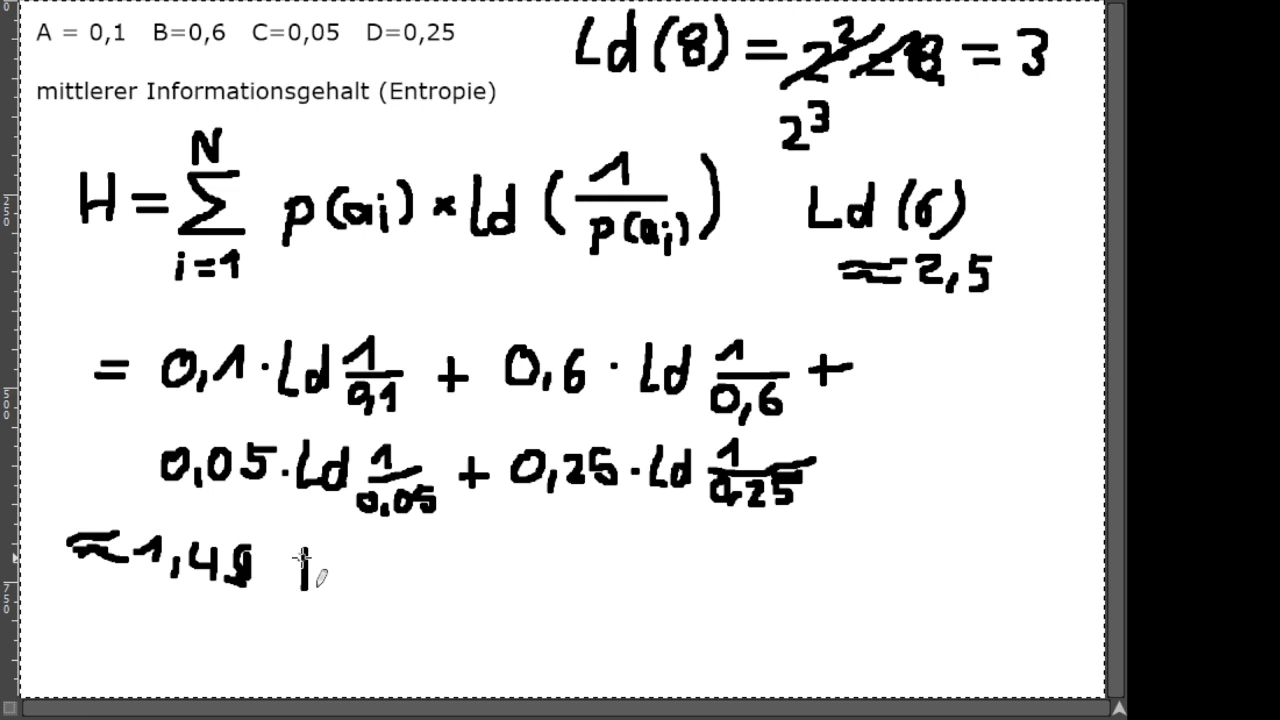 A = 0,1 B=0,6 C=0,05 D=0,25
mittlerer Informationsgehalt (Entropie)
Ld(8) = = 3
2³
H = N∑i=1 p(ai) × Ld (1/p(ai))
Ld(6)
≈ 2,5
= 0,1 · Ld 1/0,1 + 0,6 · Ld 1/0,6 +
0,05 · Ld 1/0,05 + 0,25 · Ld 1/0,25
≈ 1,49